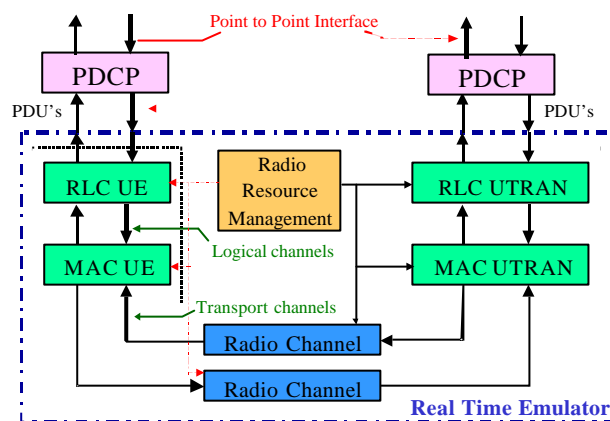 Point to Point Interface
PDCP
PDCP
PDU's
PDU's
RLC UE
Radio
Resource
Management
RLC UTRAN
Logical channels
MAC UE
MAC UTRAN
Transport channels
Radio Channel
Radio Channel
Real Time Emulator